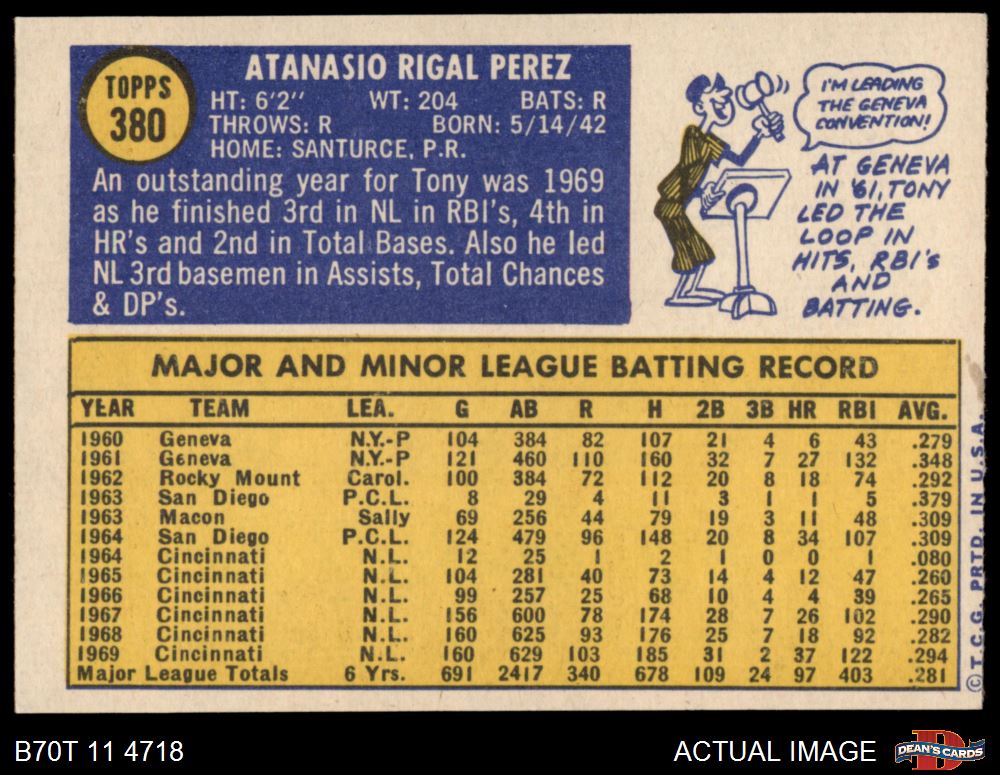 TOPPS
380
ATANASIO RIGAL PEREZ
HT: 6'2'' WT: 204 BATS: R
THROWS: R BORN: 5/14/42
HOME: SANTURCE, P.R.
An outstanding year for Tony was 1969
as he finished 3rd in NL in RBI's, 4th in
HR's and 2nd in Total Bases. Also he led
NL 3rd basemen in Assists, Total Chances
& DP's.
I'M LEADING
THE GENEVA
CONVENTION!
AT GENEVA
IN '61, TONY
LED THE
LOOP IN
HITS, RBI's
AND
BATTING.
MAJOR AND MINOR LEAGUE BATTING RECORD
YEAR TEAM LEA. G AB R H 2B 3B HR RBI AVG.
1960 Geneva N.Y.-P 104 384 82 107 21 4 6 43 .279
1961 Geneva N.Y.-P 121 460 110 160 32 7 27 132 .348
1962 Rocky Mount Carol. 100 384 72 112 20 8 18 74 .292
1963 San Diego P.C.L. 8 29 4 11 3 1 1 5 .379
1963 Macon Sally 69 256 44 79 19 3 11 48 .309
1964 San Diego P.C.L. 124 479 96 148 20 8 34 107 .309
1964 Cincinnati N.L. 12 25 1 2 1 0 0 1 .080
1965 Cincinnati N.L. 104 281 40 73 14 4 12 47 .260
1966 Cincinnati N.L. 99 257 25 68 10 4 4 39 .265
1967 Cincinnati N.L. 156 600 78 174 28 7 26 102 .290
1968 Cincinnati N.L. 160 625 93 176 25 7 18 92 .282
1969 Cincinnati N.L. 160 629 103 185 31 2 37 122 .294
Major League Totals 6 Yrs. 691 2417 340 678 109 24 97 403 .281
©T.C.G. PRTD. IN U.S.A.
B70T 11 4718
ACTUAL IMAGE
D
DEAN'S CARDS